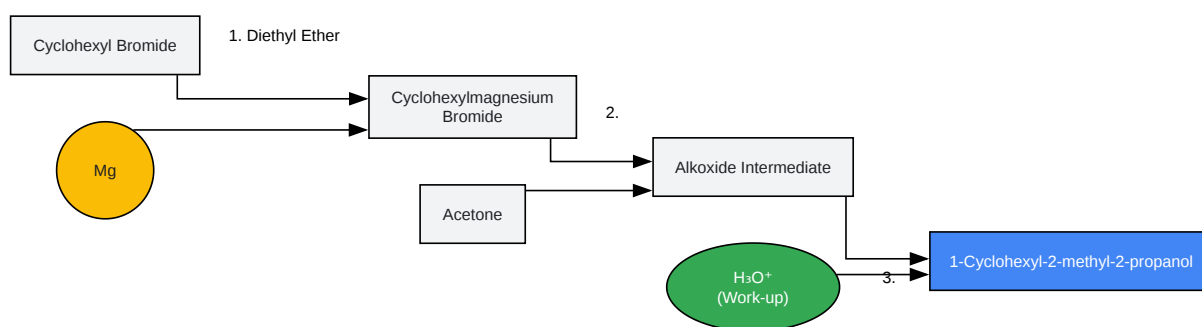 Cyclohexyl Bromide
1. Diethyl Ether
Cyclohexylmagnesium
Bromide
2.
Mg
Alkoxide Intermediate
Acetone
1-Cyclohexyl-2-methyl-2-propanol
H₃O⁺
(Work-up)
3.